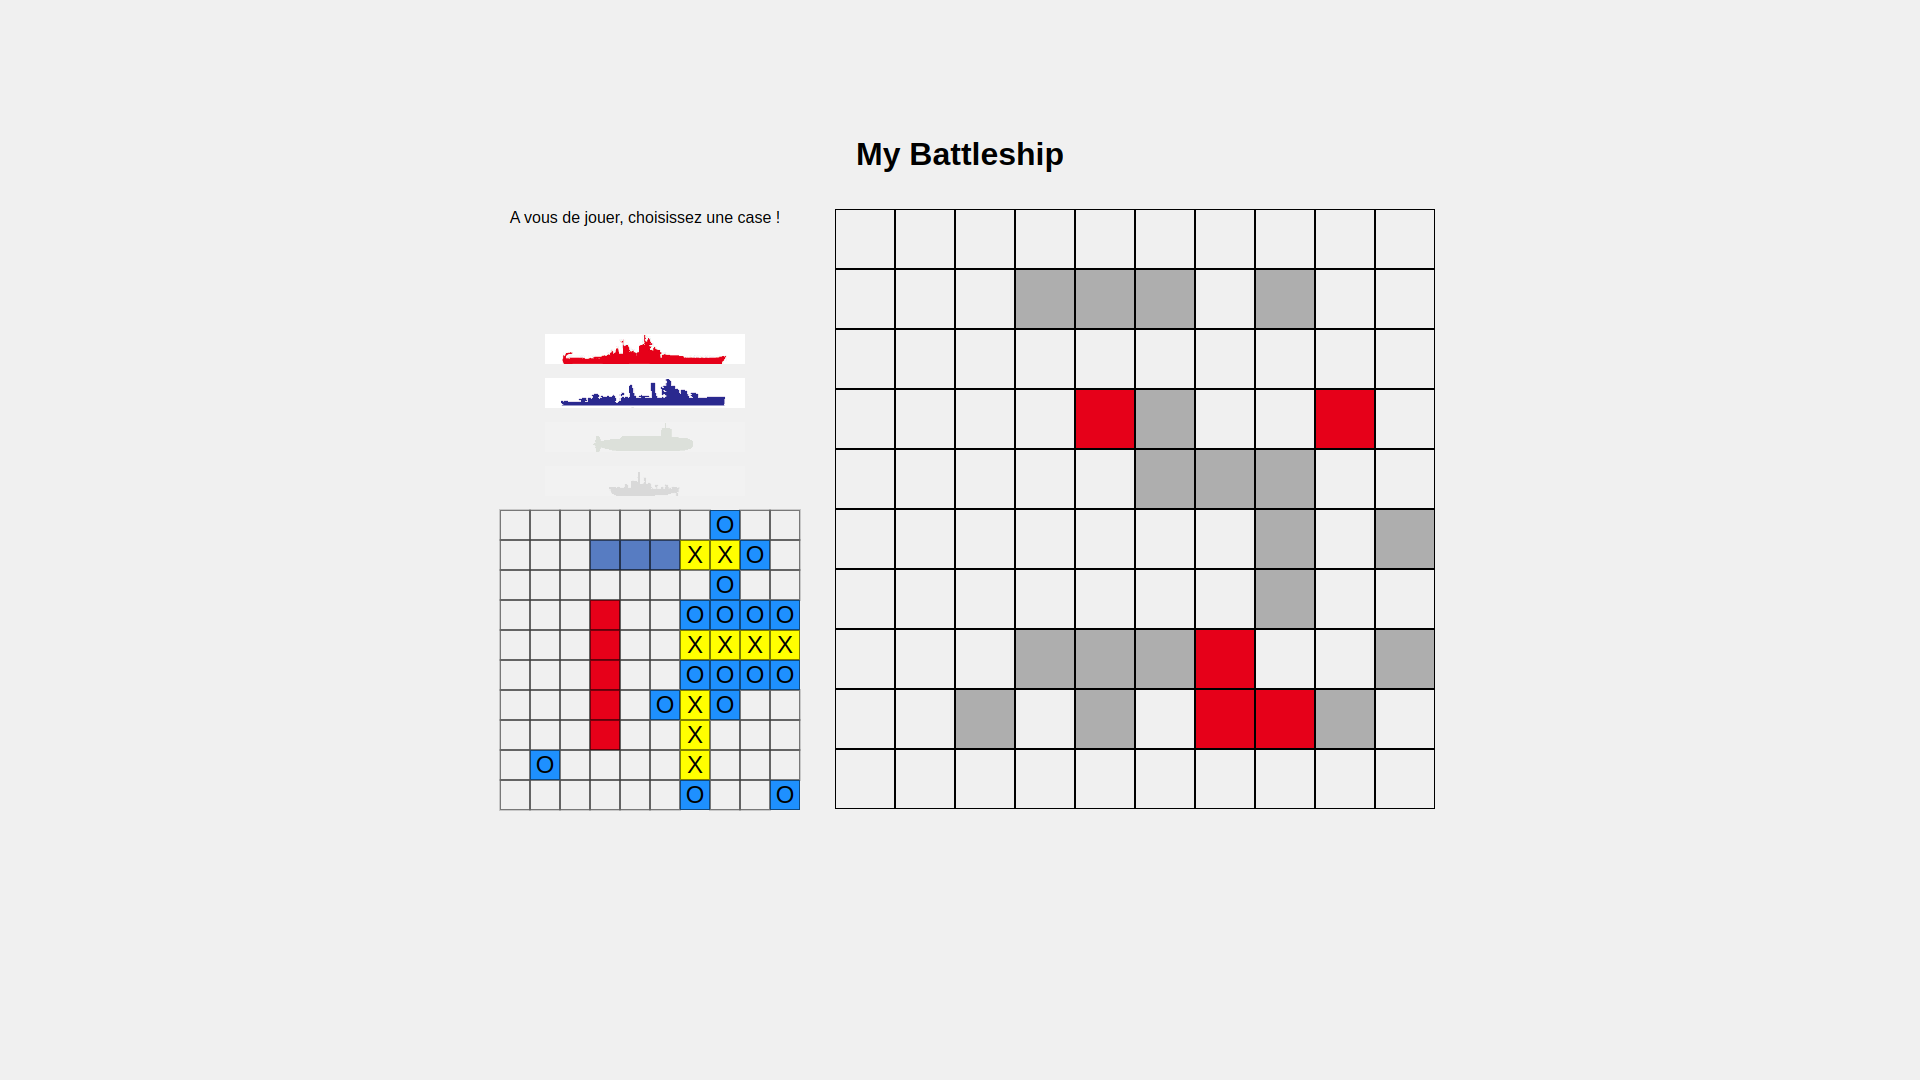 My Battleship
A vous de jouer, choisissez une case !
O
X X O
O
O O O O
X X X X
O O O O
O X O
X
O X
O O